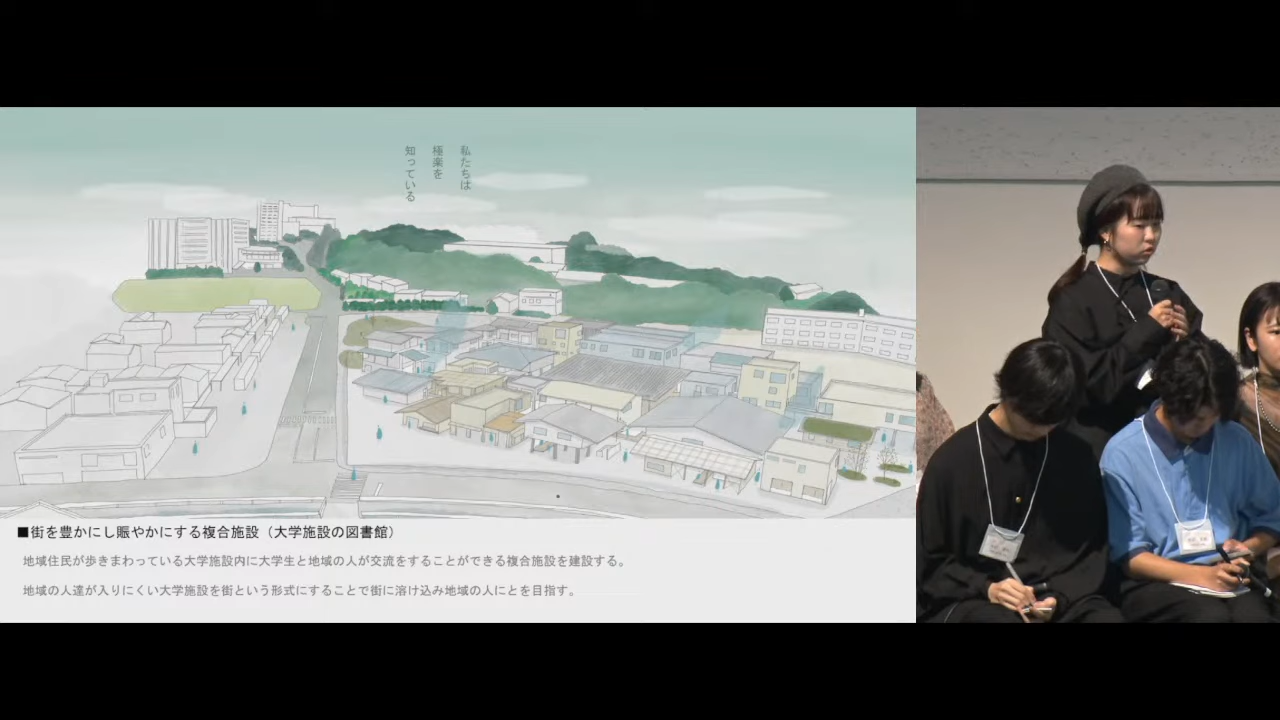 私たちは
極楽を
知っている
■街を豊かにし賑やかにする複合施設（大学施設の図書館）
地域住民が歩きまわっている大学施設内に大学生と地域の人が交流をすることができる複合施設を建設する。
地域の人達が入りにくい大学施設を街という形式にすることで街に溶け込み地域の人にとを目指す。